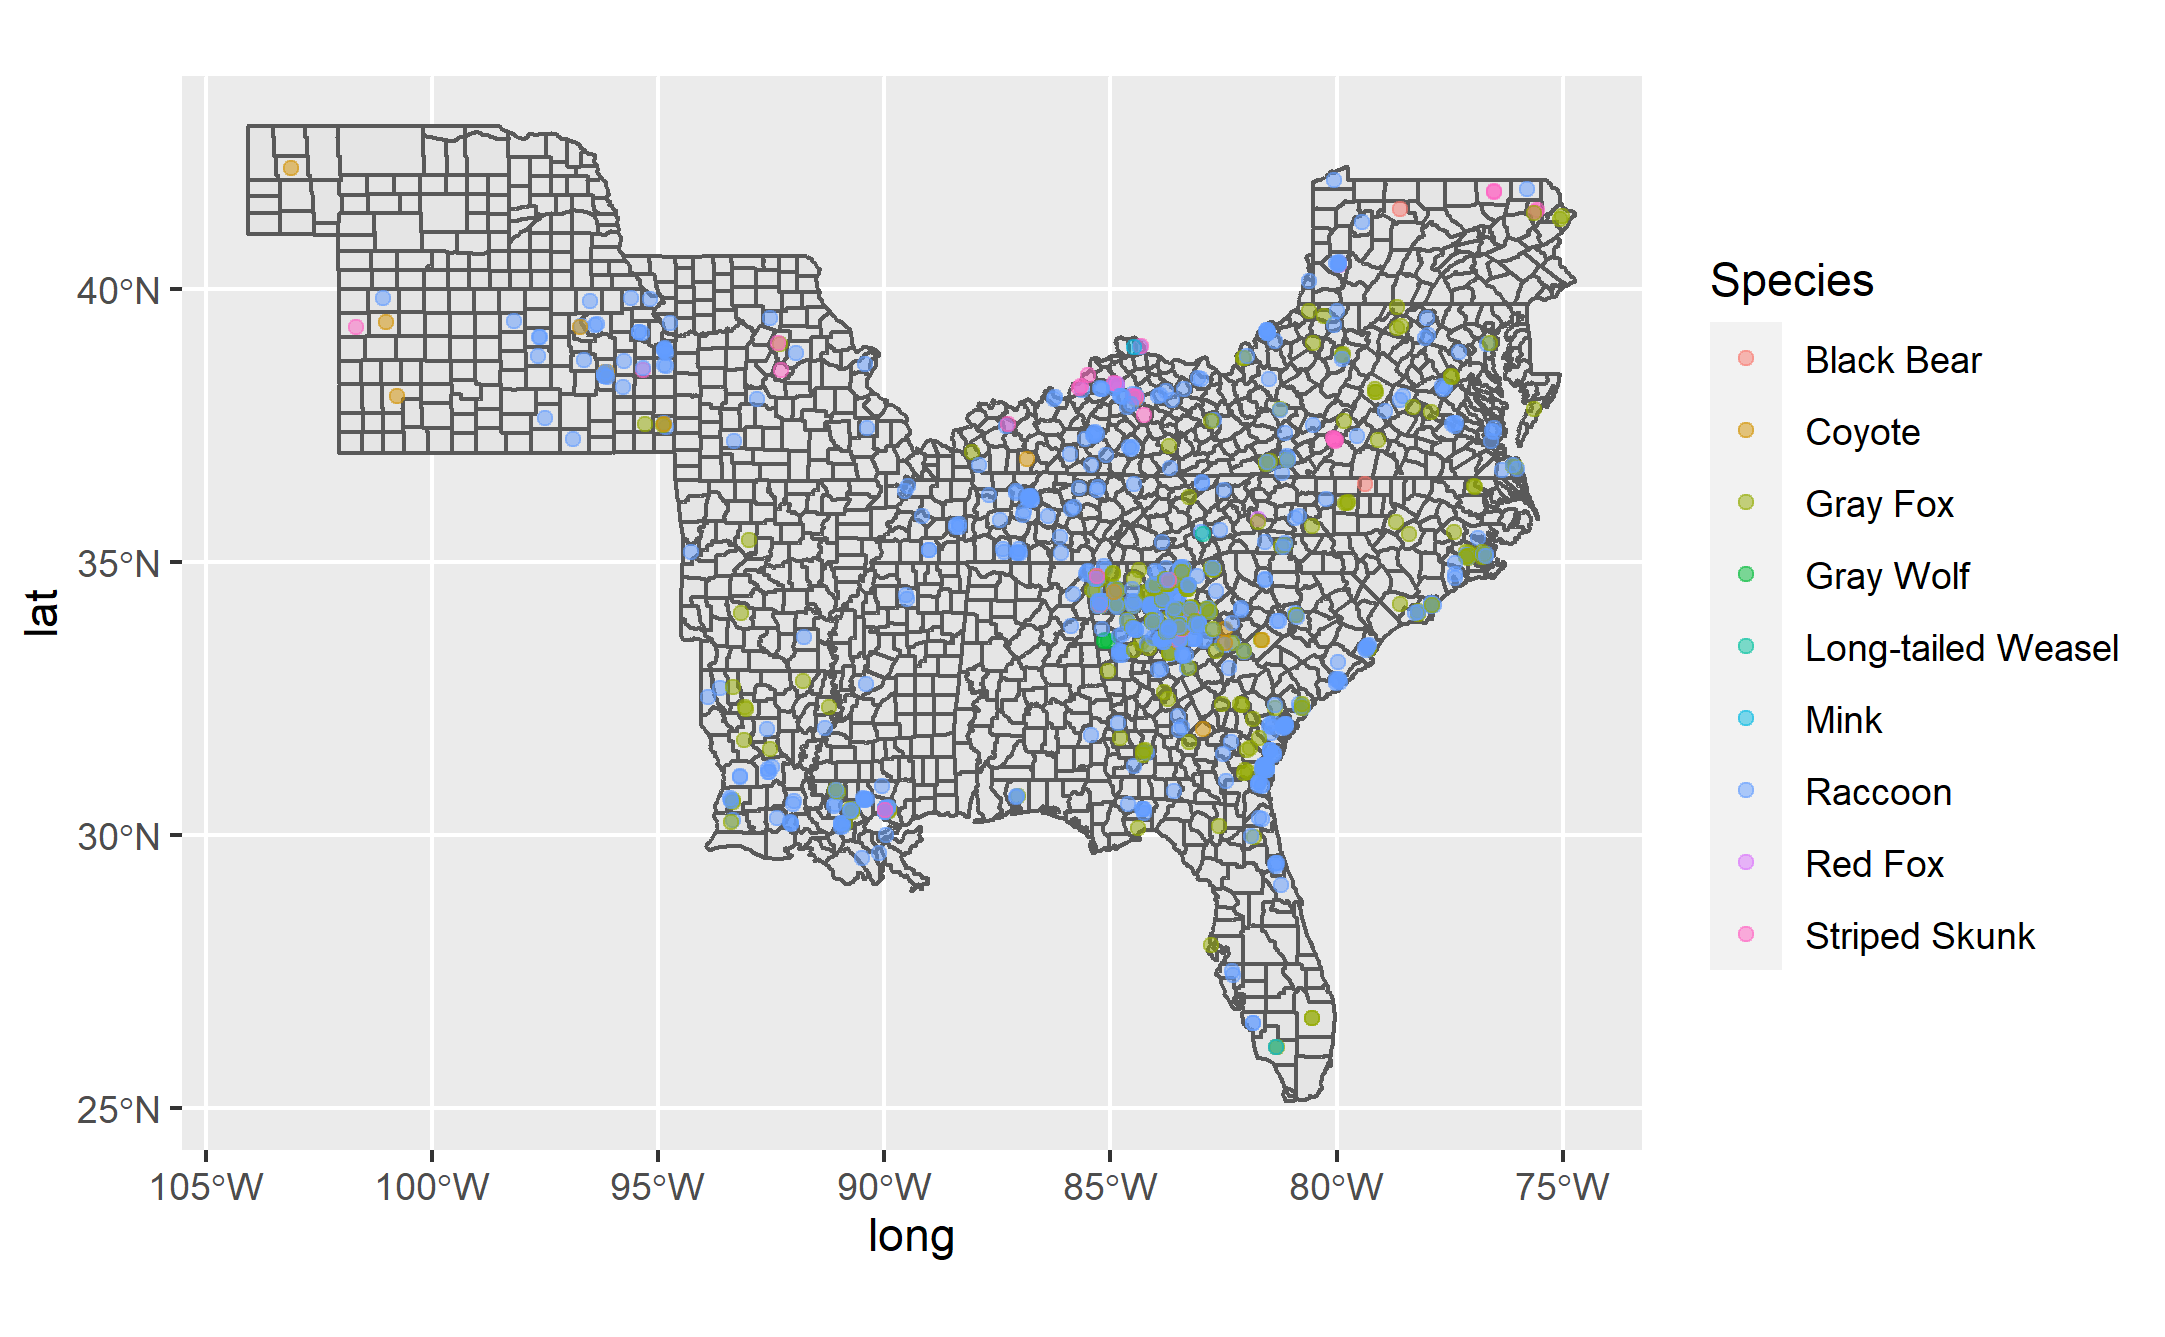 Species
Black Bear
Coyote
Gray Fox
Gray Wolf
Long-tailed Weasel
Mink
Raccoon
Red Fox
Striped Skunk
40°N
35°N
30°N
25°N
lat
105°W 100°W 95°W 90°W 85°W 80°W 75°W
long